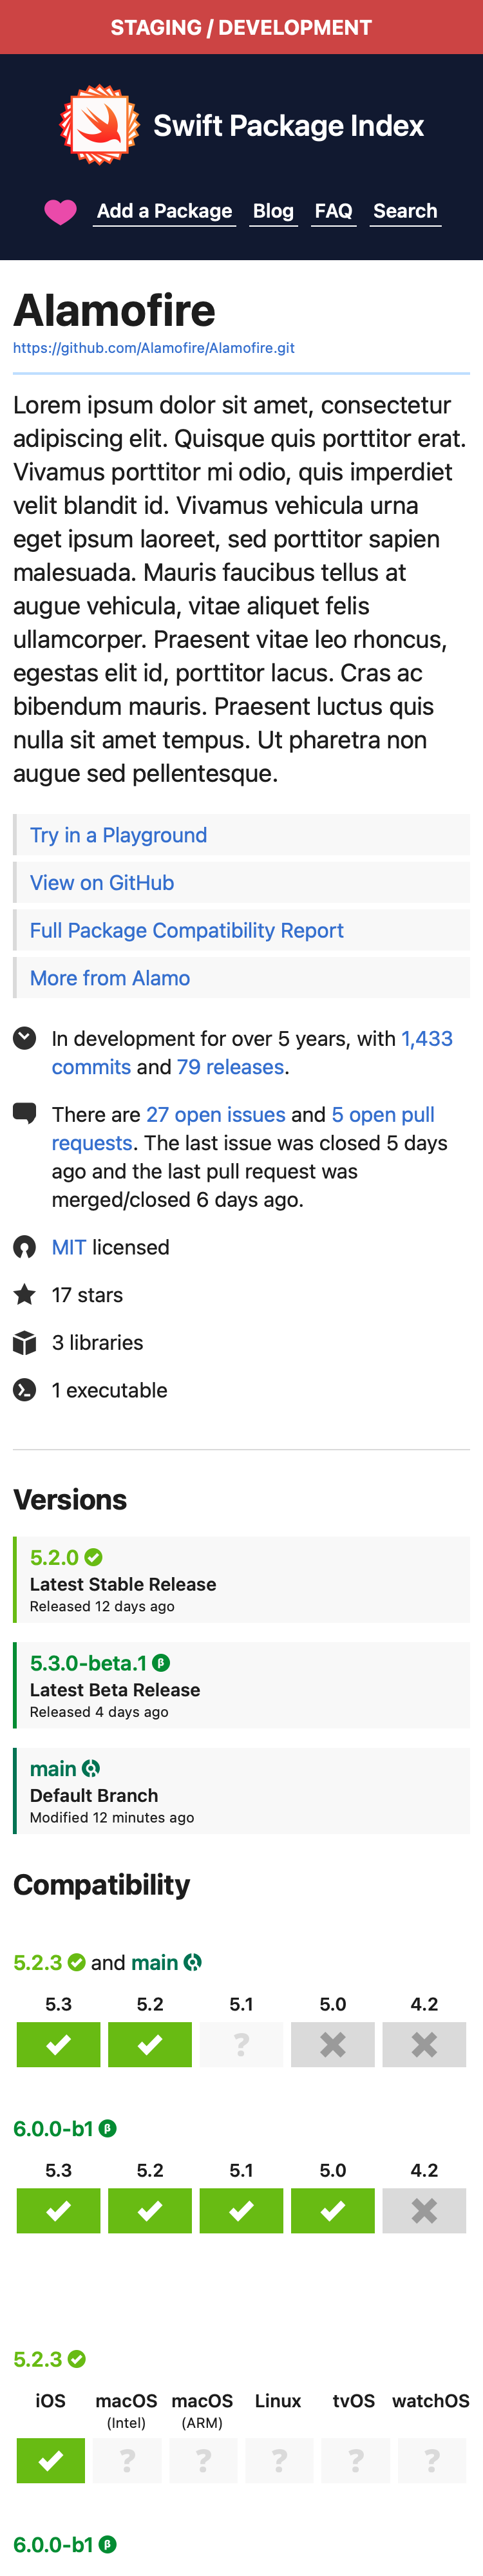 STAGING / DEVELOPMENT
Swift Package Index
Add a Package Blog FAQ Search
Alamofire
https://github.com/Alamofire/Alamofire.git
Lorem ipsum dolor sit amet, consectetur
adipiscing elit. Quisque quis porttitor erat.
Vivamus porttitor mi odio, quis imperdiet
velit blandit id. Vivamus vehicula urna
eget ipsum laoreet, sed porttitor sapien
malesuada. Mauris faucibus tellus at
augue vehicula, vitae aliquet felis
ullamcorper. Praesent vitae leo rhoncus,
egestas elit id, porttitor lacus. Cras ac
bibendum mauris. Praesent luctus quis
nulla sit amet tempus. Ut pharetra non
augue sed pellentesque.
Try in a Playground
View on GitHub
Full Package Compatibility Report
More from Alamo
In development for over 5 years, with 1,433
commits and 79 releases.
There are 27 open issues and 5 open pull
requests. The last issue was closed 5 days
ago and the last pull request was
merged/closed 6 days ago.
MIT licensed
17 stars
3 libraries
1 executable
Versions
5.2.0
Latest Stable Release
Released 12 days ago
5.3.0-beta.1 β
Latest Beta Release
Released 4 days ago
main
Default Branch
Modified 12 minutes ago
Compatibility
5.2.3 and main
5.3 5.2 5.1 5.0 4.2
?
6.0.0-b1 β
5.3 5.2 5.1 5.0 4.2
5.2.3
iOS macOS macOS Linux tvOS watchOS
(Intel) (ARM)
? ? ? ? ?
6.0.0-b1 β